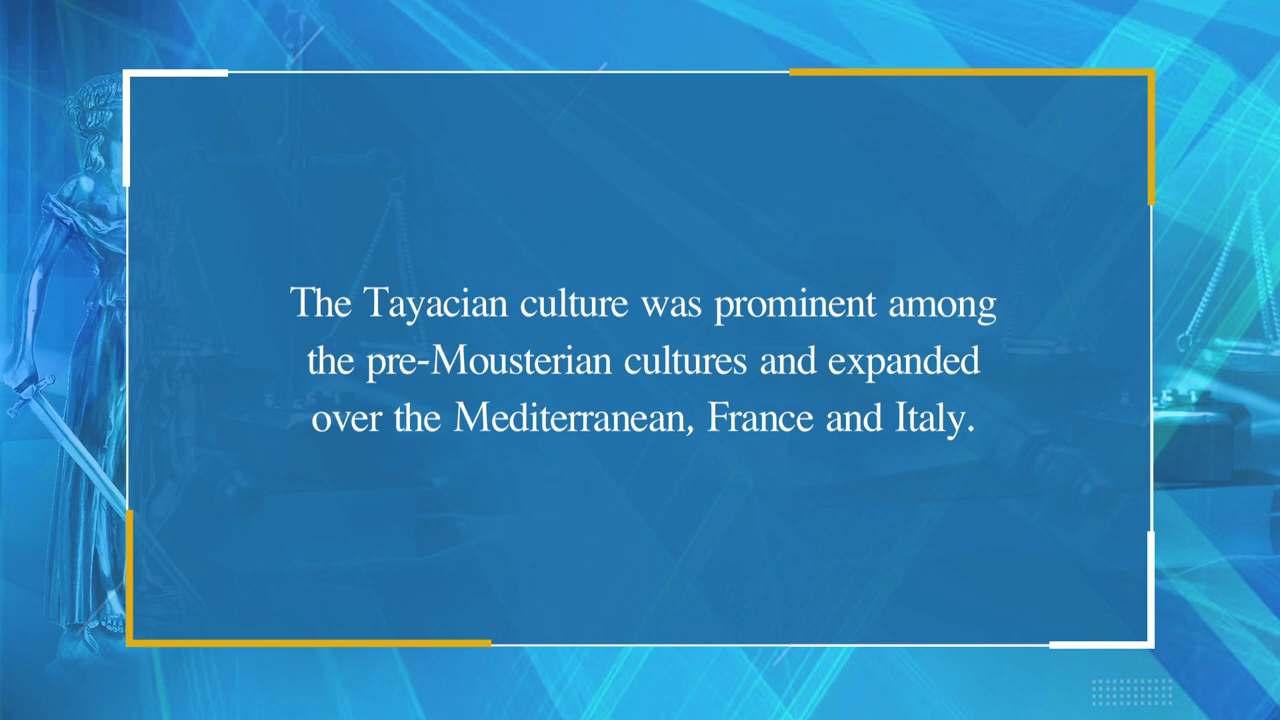 The Tayacian culture was prominent among
the pre-Mousterian cultures and expanded
over the Mediterranean, France and Italy.